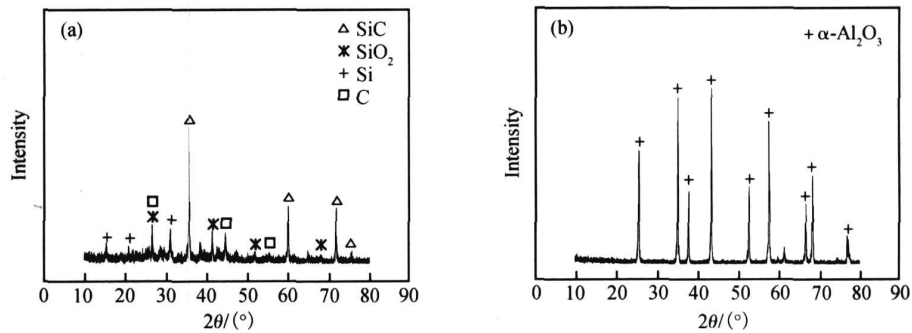 (a)
△ SiC
SiO₂
+ Si
□ C
Intensity
0 10 20 30 40 50 60 70 80 90
2θ/(°)
(b)
+ α-Al₂O₃
Intensity
0 10 20 30 40 50 60 70 80 90
2θ/(°)